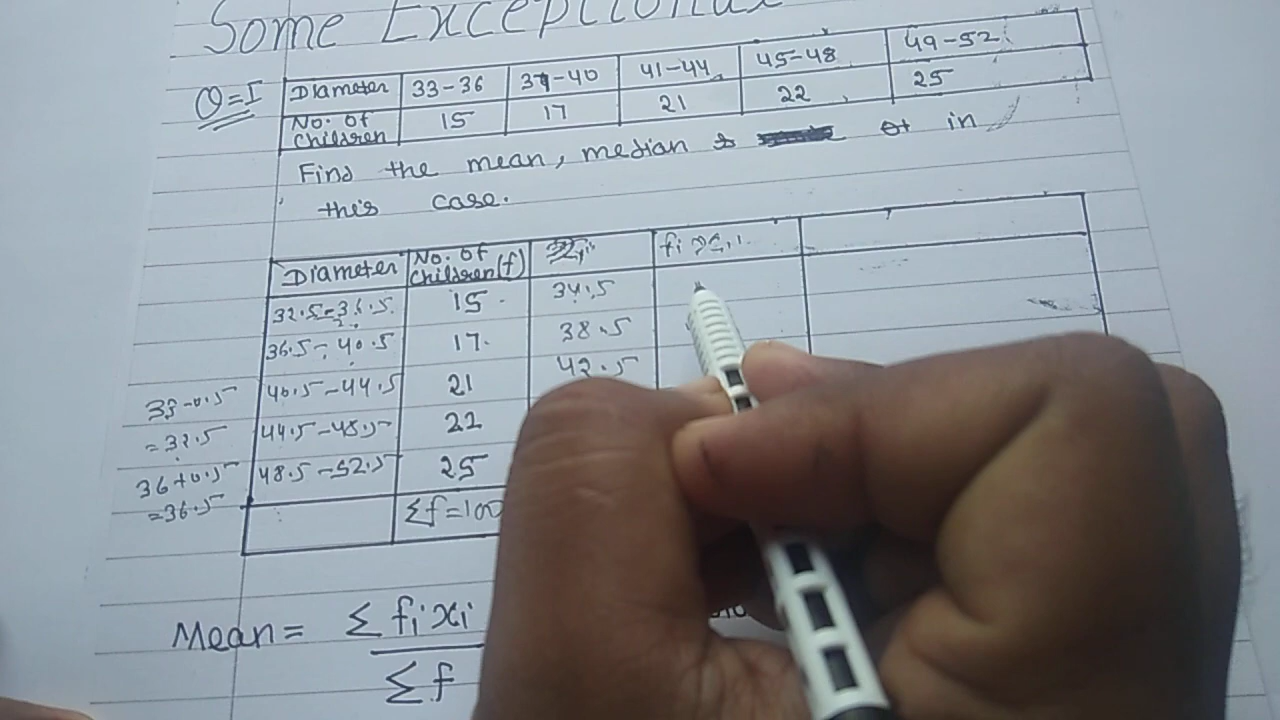 Some Exceptional
Q=I Diameter 33-36 37-40 41-44 45-48 49-52
No. of children 15 17 21 22 25
Find the mean, median & of in
this case.
Diameter No. of children(f) xi fixi
32.5-36.5 15 34.5
36.5-40.5 17 38.5
40.5-44.5 21 42.5
44.5-48.5 22
48.5-52.5 25
Σf=100
33-0.5
=32.5
36+0.5
=36.5
Mean= Σfixi
Σf